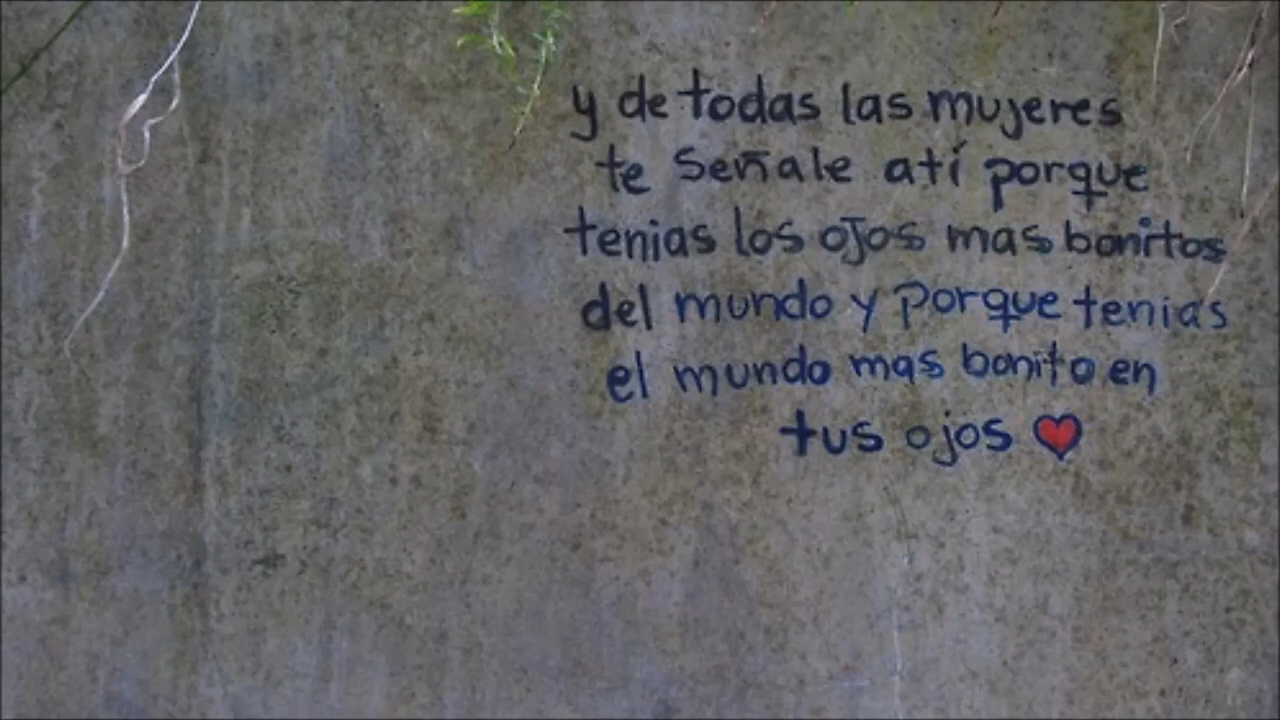 y de todas las mujeres
te señale atí porque
tenias los ojos mas bonitos
del mundo y porque tenias
el mundo mas bonito en
tus ojos ❤